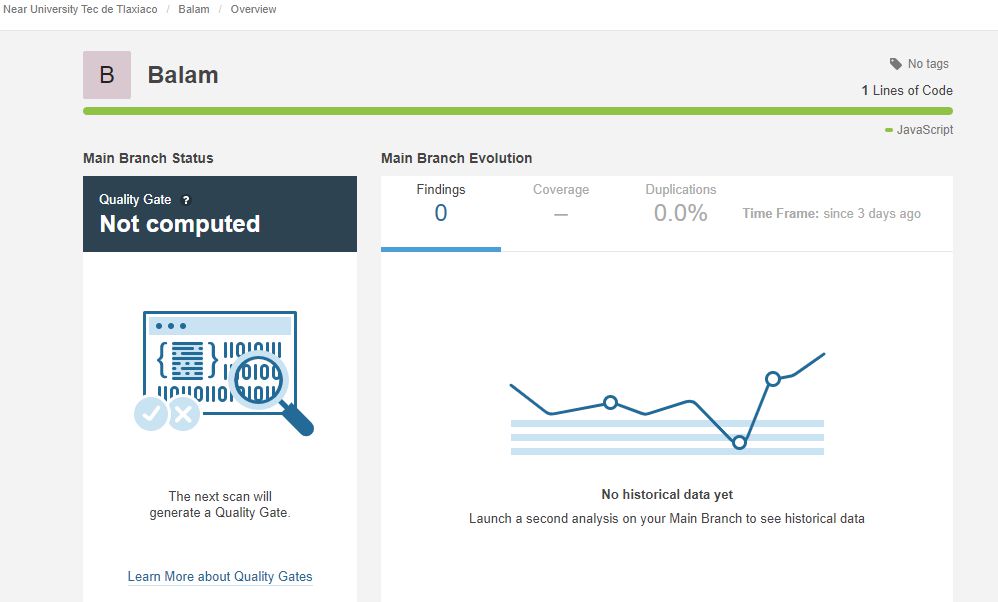 Near University Tec de Tlaxiaco / Balam / Overview
B Balam
No tags
1 Lines of Code
JavaScript
Main Branch Status
Quality Gate ?
Not computed
The next scan will
generate a Quality Gate.
Learn More about Quality Gates
Main Branch Evolution
Findings Coverage Duplications
0 – 0.0% Time Frame: since 3 days ago
No historical data yet
Launch a second analysis on your Main Branch to see historical data